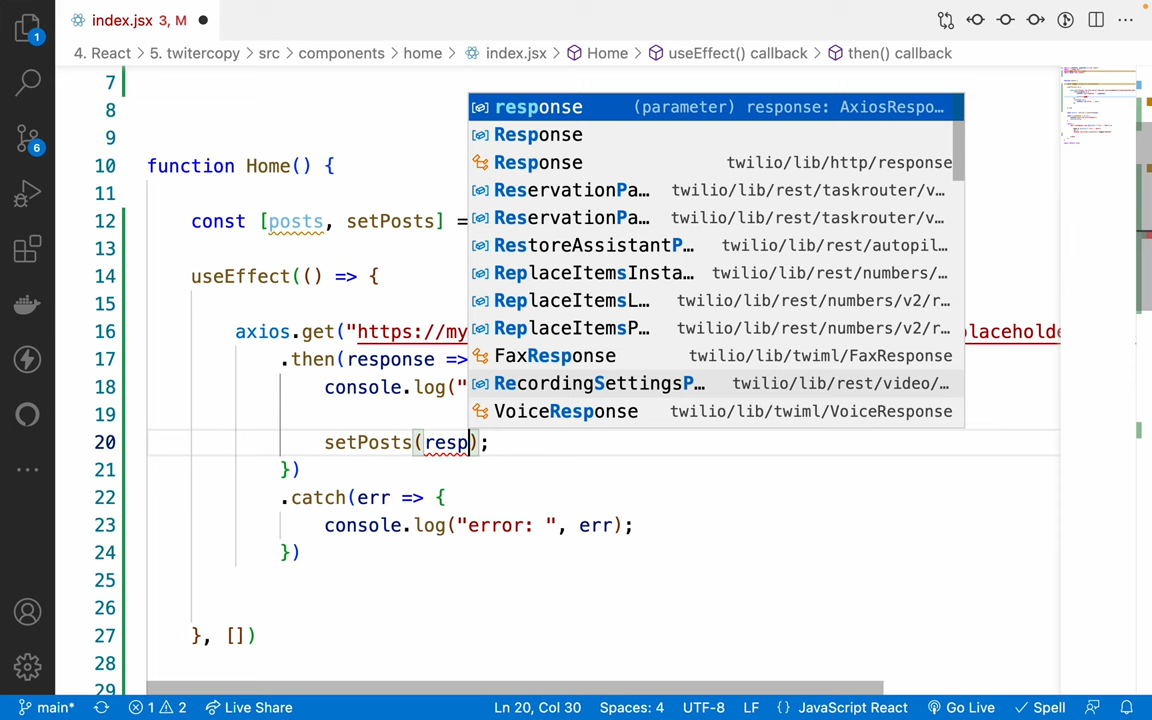 index.jsx 3, M
4. React > 5. twitercopy > src > components > home > index.jsx > Home > useEffect() callback > then() callback
1
6
7
8
9
10 function Home() {
11
12 const [posts, setPosts] =
13
14 useEffect(() => {
15
16 axios.get("https://my laceholde
17 .then(response =>
18 console.log("
19
20 setPosts(resp);
21 })
22 .catch(err => {
23 console.log("error: ", err);
24 })
25
26
27 }, [])
28
29
response (parameter) response: AxiosRespo…
Response
Response twilio/lib/http/response
ReservationPa… twilio/lib/rest/taskrouter/v…
ReservationPa… twilio/lib/rest/taskrouter/v…
RestoreAssistantP… twilio/lib/rest/autopil…
ReplaceItemsInsta… twilio/lib/rest/numbers/…
ReplaceItemsL… twilio/lib/rest/numbers/v2/r…
ReplaceItemsP… twilio/lib/rest/numbers/v2/r…
FaxResponse twilio/lib/twiml/FaxResponse
RecordingSettingsP… twilio/lib/rest/video/…
VoiceResponse twilio/lib/twiml/VoiceResponse
main* 1 2 Live Share Ln 20, Col 30 Spaces: 4 UTF-8 LF {} JavaScript React Go Live Spell